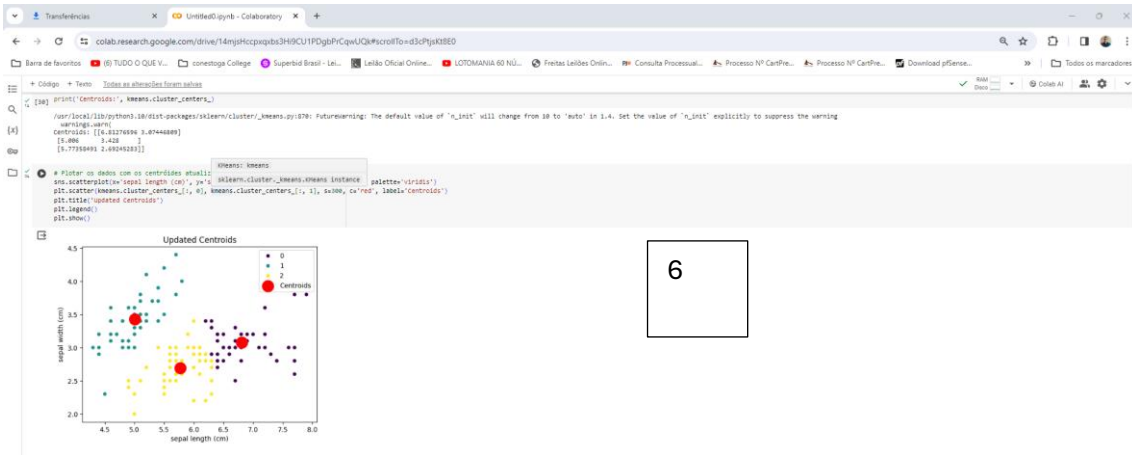 Transferências
Untitled0.ipynb - Colaboratory
colab.research.google.com/drive/14mjsHccpxqxbs3Hi9CU1PDgbPrCqwUQk#scrollTo=d3cPtjsKt8E0
Barra de favoritos (6) TUDO O QUE V... conestoga College Superbid Brasil - Lei... Leilão Oficial Online... LOTOMANIA 60 NÚ... Freitas Leilões Onlin... Consulta Processual... Processo Nº CartPre... Processo Nº CartPre... Download pfSense... » Todos os marcadores
+ Código + Texto Todas as alterações foram salvas
RAM
Disco
Colab AI
[30] print('Centroids:', kmeans.cluster_centers_)
/usr/local/lib/python3.10/dist-packages/sklearn/cluster/_kmeans.py:870: FutureWarning: The default value of `n_init` will change from 10 to 'auto' in 1.4. Set the value of `n_init` explicitly to suppress the warning
warnings.warn(
Centroids: [[6.81276596 3.07446809]
[5.006 3.428 ]
[5.77358491 2.69245283]]
KMeans: kmeans
sklearn.cluster._kmeans.KMeans instance
# Plotar os dados com os centróides atualiz
sns.scatterplot(x='sepal length (cm)', y='s palette='viridis')
plt.scatter(kmeans.cluster_centers_[:, 0], kmeans.cluster_centers_[:, 1], s=300, c='red', label='Centroids')
plt.title('Updated Centroids')
plt.legend()
plt.show()
Updated Centroids
0
1
2
Centroids
4.5
4.0
3.5
3.0
2.5
2.0
sepal width (cm)
4.5 5.0 5.5 6.0 6.5 7.0 7.5 8.0
sepal length (cm)
6